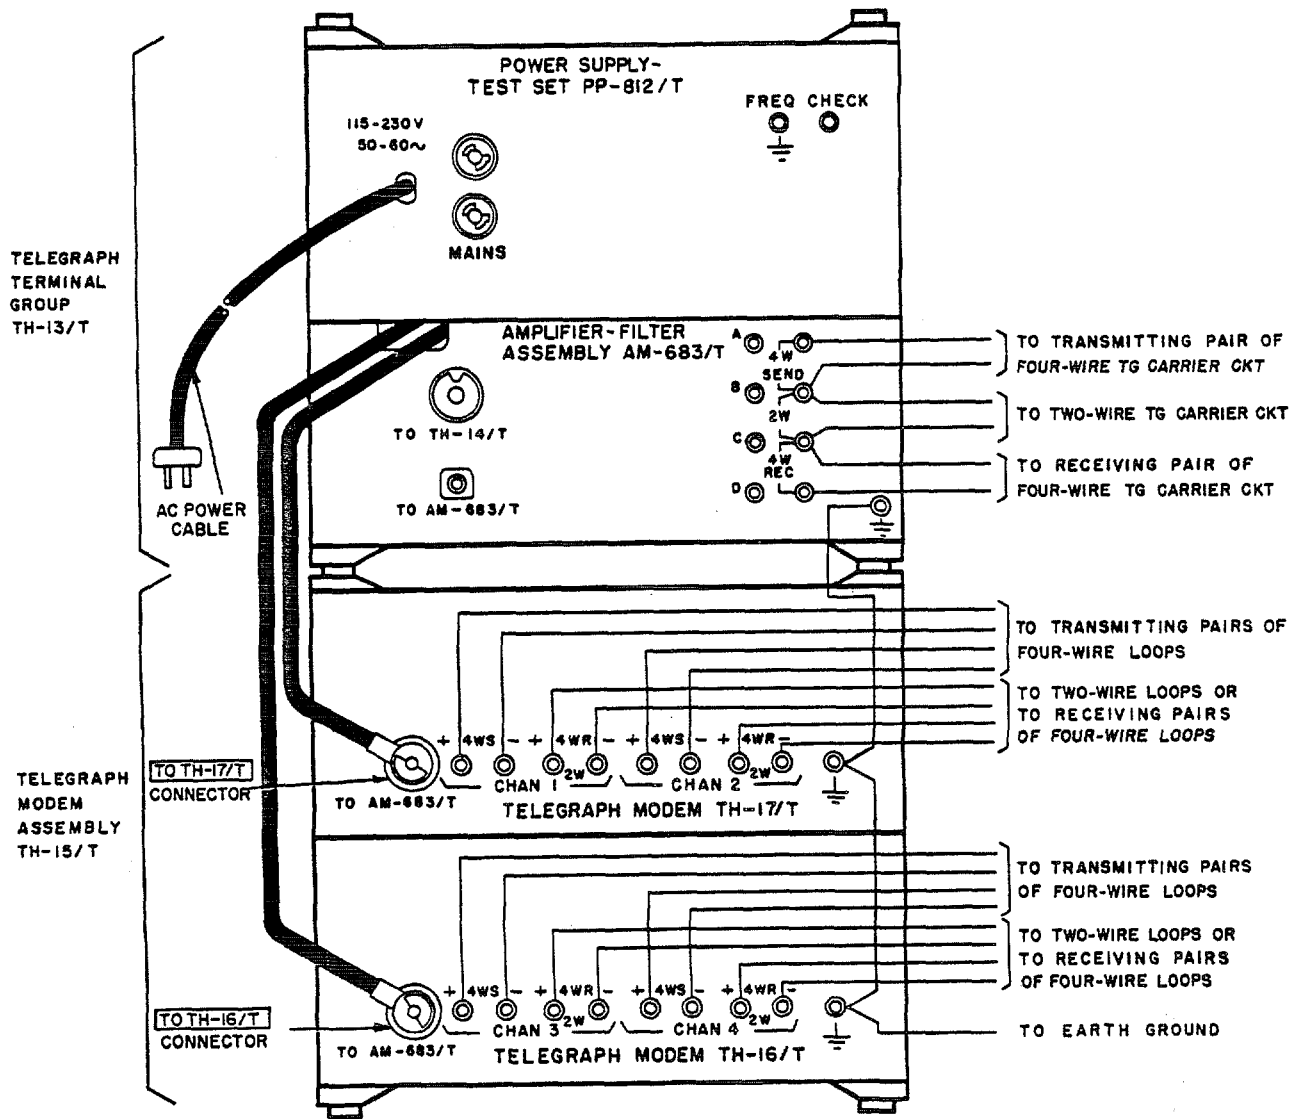 POWER SUPPLY-
TEST SET PP-812/T
FREQ CHECK
115-230V
50-60~
MAINS
TELEGRAPH
TERMINAL
GROUP
TH-13/T
AC POWER
CABLE
AMPLIFIER-FILTER
ASSEMBLY AM-683/T
TO TH-14/T
TO AM-683/T
A
4W
SEND
B
2W
C
4W
REC
D
TO TRANSMITTING PAIR OF
FOUR-WIRE TG CARRIER CKT
TO TWO-WIRE TG CARRIER CKT
TO RECEIVING PAIR OF
FOUR-WIRE TG CARRIER CKT
TELEGRAPH
MODEM
ASSEMBLY
TH-15/T
TO TRANSMITTING PAIRS OF
FOUR-WIRE LOOPS
TO TWO-WIRE LOOPS OR
TO RECEIVING PAIRS
OF FOUR-WIRE LOOPS
+ 4WS - + 4WR - + 4WS - + 4WR -
2W 2W
CHAN 1 CHAN 2
TO TH-17/T
CONNECTOR
TO AM-683/T
TELEGRAPH MODEM TH-17/T
TO TRANSMITTING PAIRS
OF FOUR-WIRE LOOPS
TO TWO-WIRE LOOPS OR
TO RECEIVING PAIRS
OF FOUR-WIRE LOOPS
+ 4WS - + 4WR - + 4WS - + 4WR -
2W 2W
CHAN 3 CHAN 4
TO TH-16/T
CONNECTOR
TO AM-683/T
TELEGRAPH MODEM TH-16/T
TO EARTH GROUND